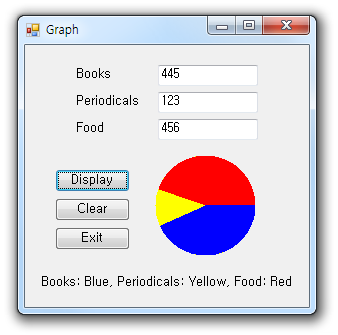 Graph
Books 445
Periodicals 123
Food 456
Display
Clear
Exit
Books: Blue, Periodicals: Yellow, Food: Red